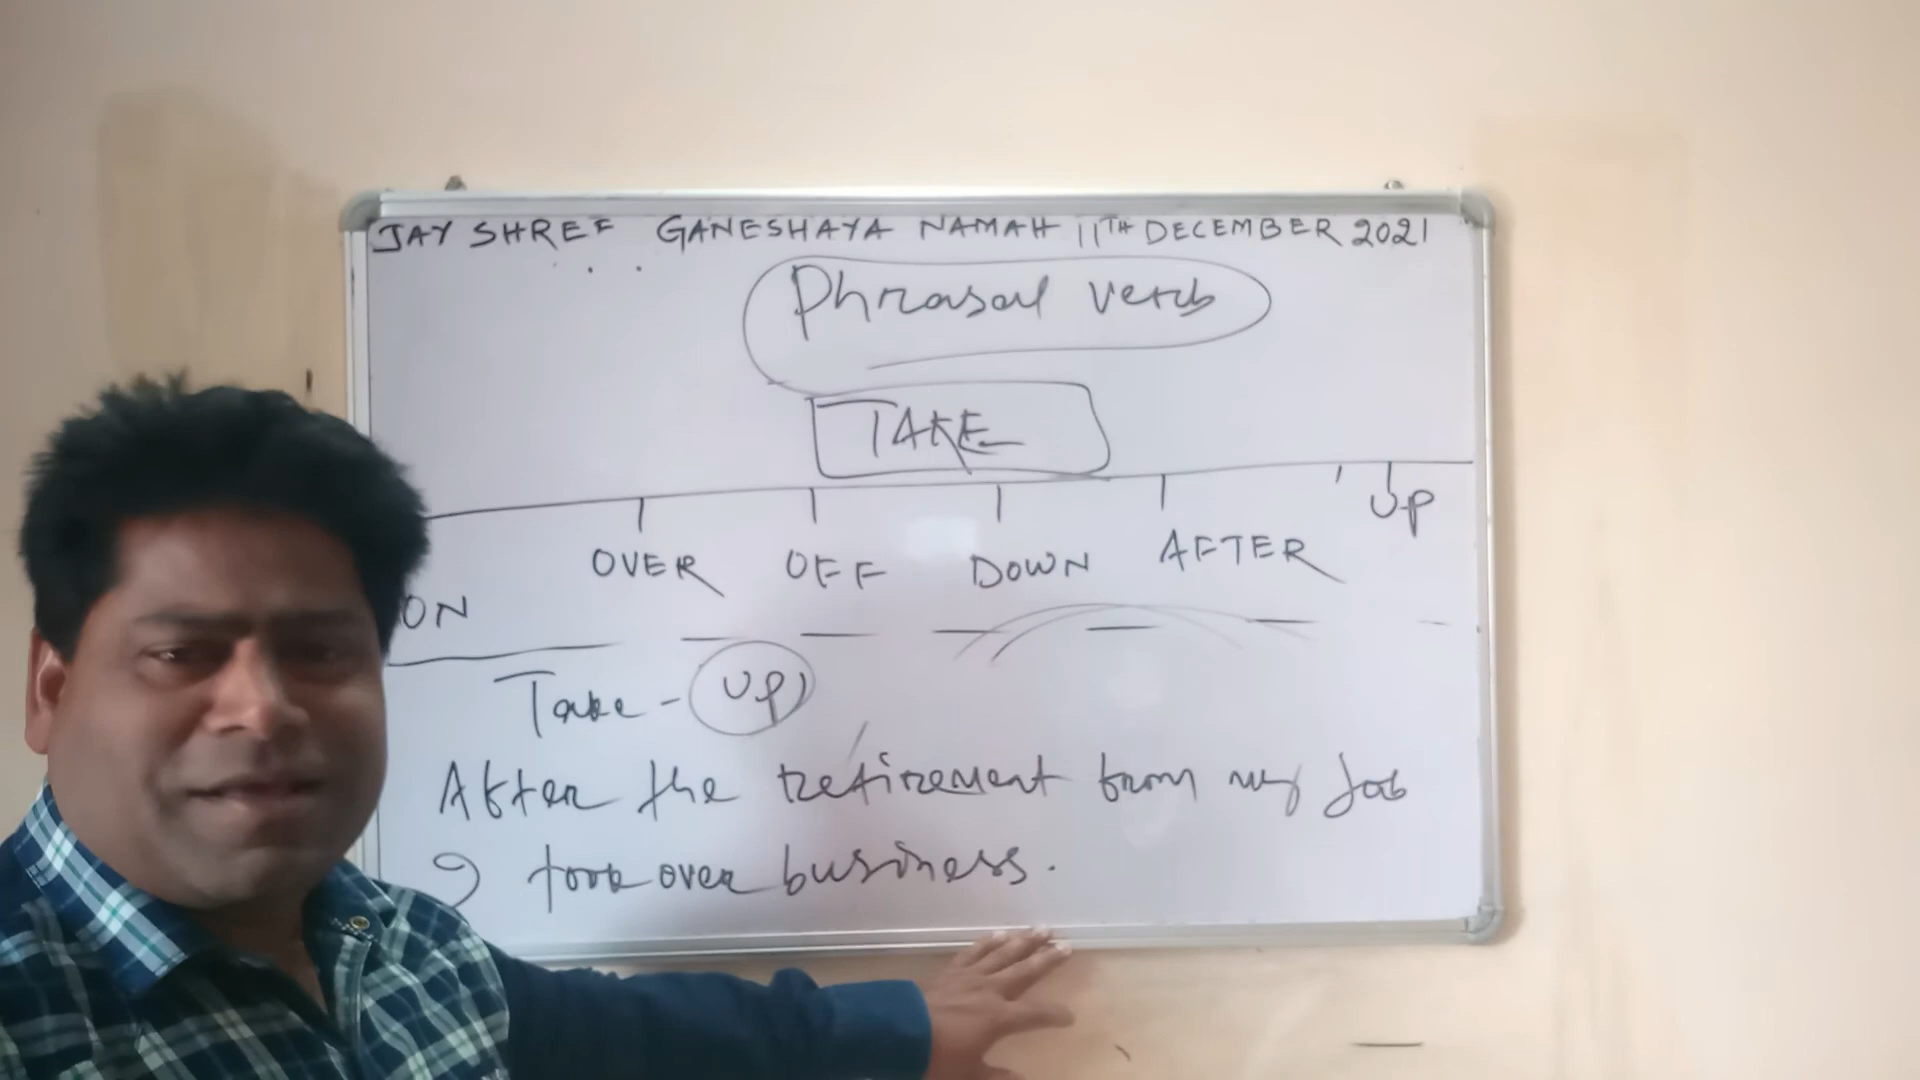 JAY SHREE GANESHAYA NAMAH 11TH DECEMBER 2021
Phrasal verb
TAKE
ON OVER OFF DOWN AFTER UP
Take - up
After the retirement from my Job
I took over business.